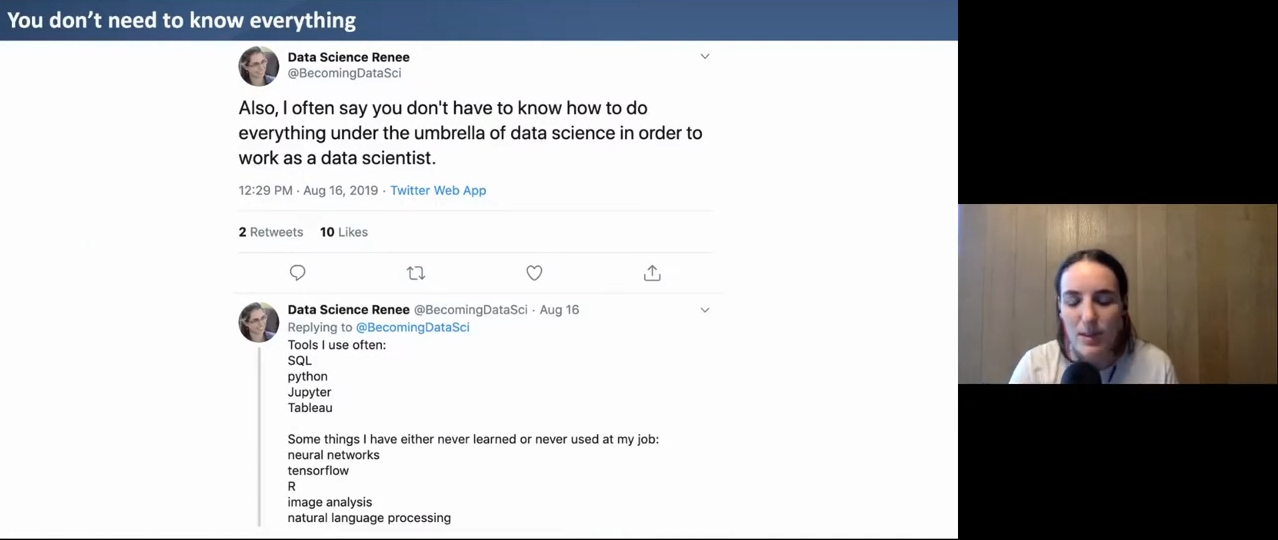 You don’t need to know everything
Data Science Renee
@BecomingDataSci
Also, I often say you don't have to know how to do
everything under the umbrella of data science in order to
work as a data scientist.
12:29 PM · Aug 16, 2019 · Twitter Web App
2 Retweets 10 Likes
Data Science Renee @BecomingDataSci · Aug 16
Replying to @BecomingDataSci
Tools I use often:
SQL
python
Jupyter
Tableau
Some things I have either never learned or never used at my job:
neural networks
tensorflow
R
image analysis
natural language processing